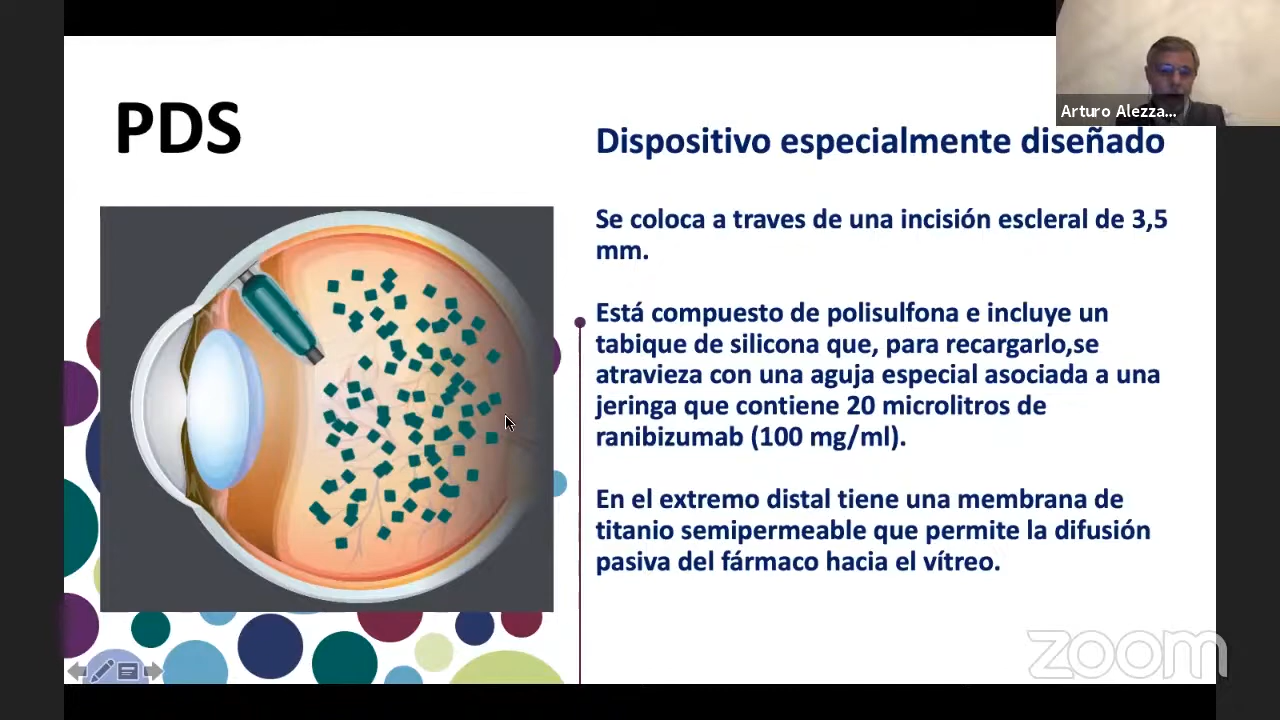 Arturo Alezza...
PDS
Dispositivo especialmente diseñado
Se coloca a traves de una incisión escleral de 3,5
mm.
Está compuesto de polisulfona e incluye un
tabique de silicona que, para recargarlo,se
atravieza con una aguja especial asociada a una
jeringa que contiene 20 microlitros de
ranibizumab (100 mg/ml).
En el extremo distal tiene una membrana de
titanio semipermeable que permite la difusión
pasiva del fármaco hacia el vítreo.
zoom